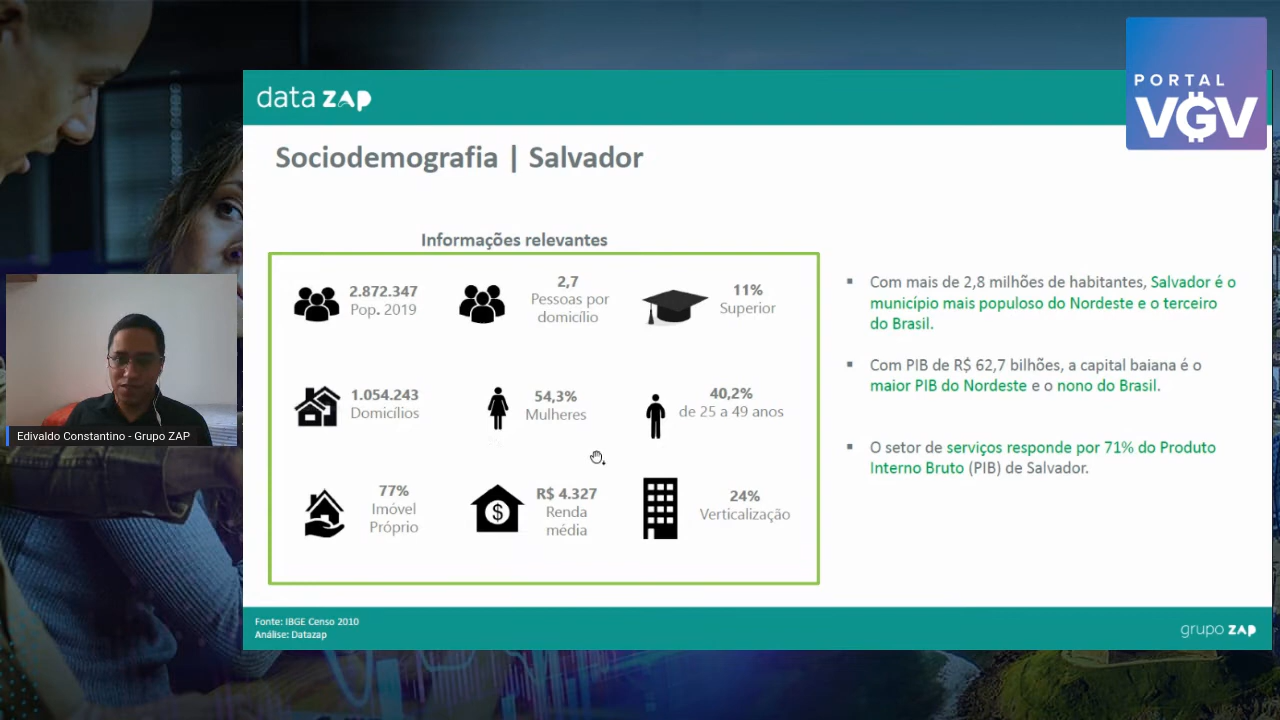 data ZAP
PORTAL
VGV
Sociodemografia | Salvador
Informações relevantes
2.872.347
Pop. 2019
2,7
Pessoas por
domicílio
11%
Superior
1.054.243
Domicílios
54,3%
Mulheres
40,2%
de 25 a 49 anos
77%
Imóvel
Próprio
R$ 4.327
Renda
média
24%
Verticalização
Com mais de 2,8 milhões de habitantes, Salvador é o
município mais populoso do Nordeste e o terceiro
do Brasil.
Com PIB de R$ 62,7 bilhões, a capital baiana é o
maior PIB do Nordeste e o nono do Brasil.
O setor de serviços responde por 71% do Produto
Interno Bruto (PIB) de Salvador.
Edivaldo Constantino - Grupo ZAP
Fonte: IBGE Censo 2010
Análise: Datazap
grupo ZAP